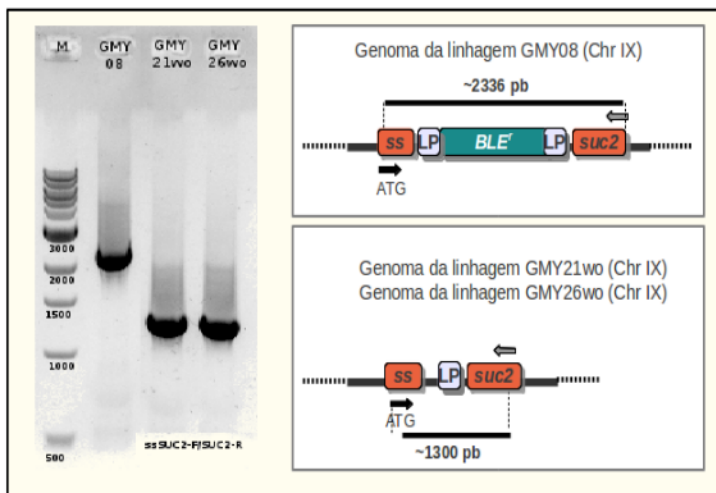 M GMY 08 GMY 21wo GMY 26wo
3000
2000
1500
1000
500
ssSUC2-F/SUC2-R
Genoma da linhagem GMY08 (Chr IX)
~2336 pb
ss LP BLEʳ LP suc2
ATG
Genoma da linhagem GMY21wo (Chr IX)
Genoma da linhagem GMY26wo (Chr IX)
ss LP suc2
ATG
~1300 pb